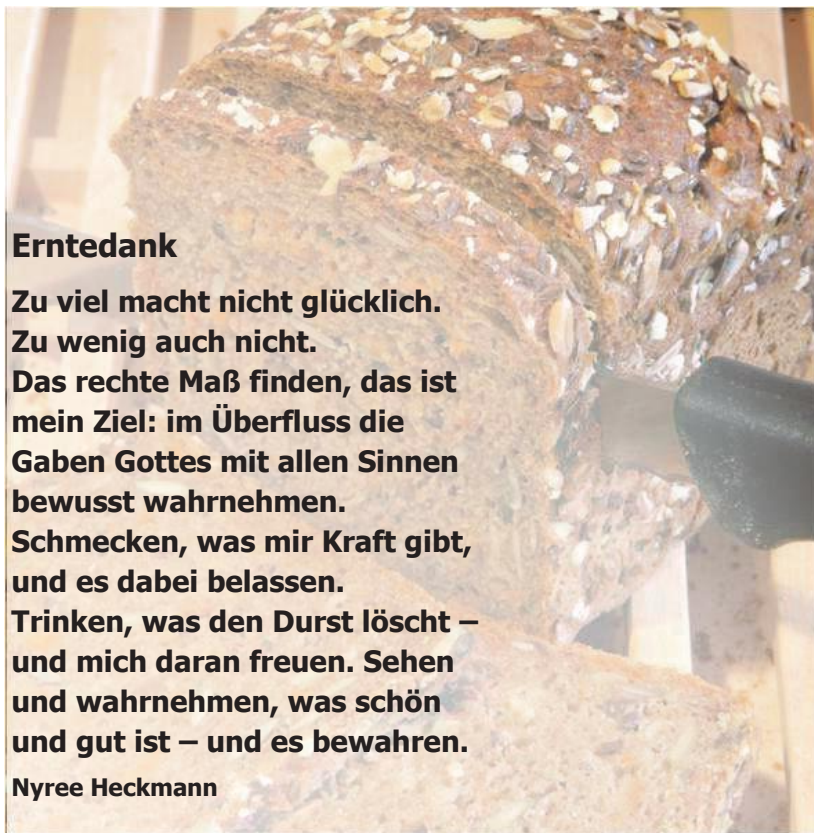 Erntedank
Zu viel macht nicht glücklich.
Zu wenig auch nicht.
Das rechte Maß finden, das ist
mein Ziel: im Überfluss die
Gaben Gottes mit allen Sinnen
bewusst wahrnehmen.
Schmecken, was mir Kraft gibt,
und es dabei belassen.
Trinken, was den Durst löscht –
und mich daran freuen. Sehen
und wahrnehmen, was schön
und gut ist – und es bewahren.
Nyree Heckmann